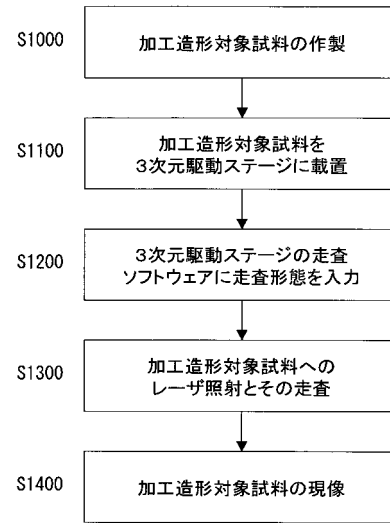 S1000
加工造形対象試料の作製
S1100
加工造形対象試料を
3次元駆動ステージに載置
S1200
3次元駆動ステージの走査
ソフトウェアに走査形態を入力
S1300
加工造形対象試料への
レーザ照射とその走査
S1400
加工造形対象試料の現像